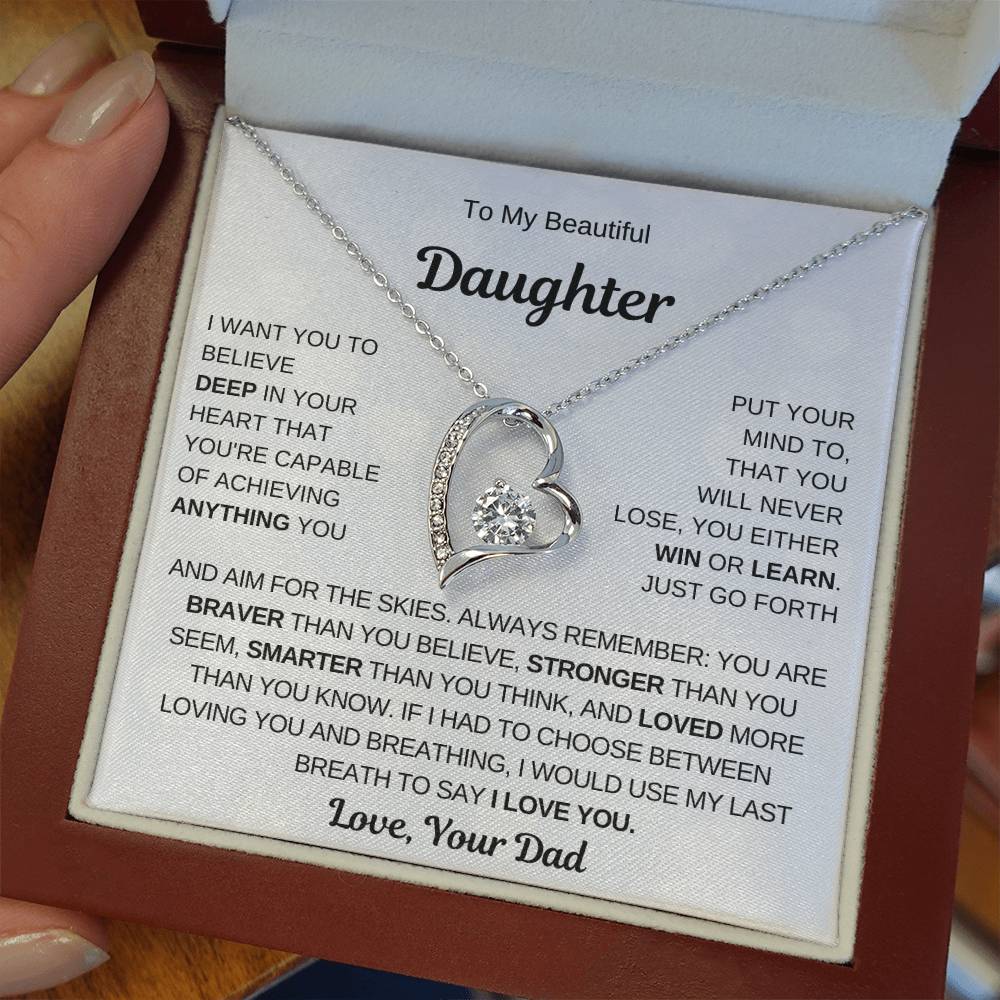 To My Beautiful
Daughter
I WANT YOU TO
BELIEVE
DEEP IN YOUR
HEART THAT
YOU'RE CAPABLE
OF ACHIEVING
ANYTHING YOU
PUT YOUR
MIND TO,
THAT YOU
WILL NEVER
LOSE, YOU EITHER
WIN OR LEARN.
JUST GO FORTH
AND AIM FOR THE SKIES. ALWAYS REMEMBER: YOU ARE
BRAVER THAN YOU BELIEVE, STRONGER THAN YOU
SEEM, SMARTER THAN YOU THINK, AND LOVED MORE
THAN YOU KNOW. IF I HAD TO CHOOSE BETWEEN
LOVING YOU AND BREATHING, I WOULD USE MY LAST
BREATH TO SAY I LOVE YOU.
Love, Your Dad